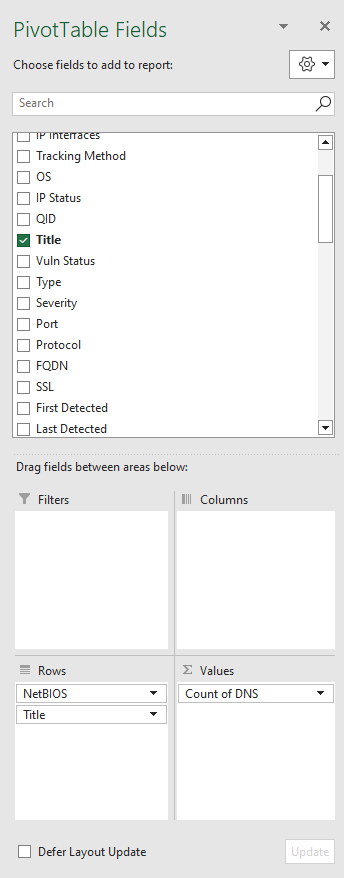 PivotTable Fields
Choose fields to add to report:
Search
IP Interfaces
Tracking Method
OS
IP Status
QID
Title
Vuln Status
Type
Severity
Port
Protocol
FQDN
SSL
First Detected
Last Detected
Drag fields between areas below:
Filters
Columns
Rows
Values
NetBIOS
Count of DNS
Title
Defer Layout Update
Update